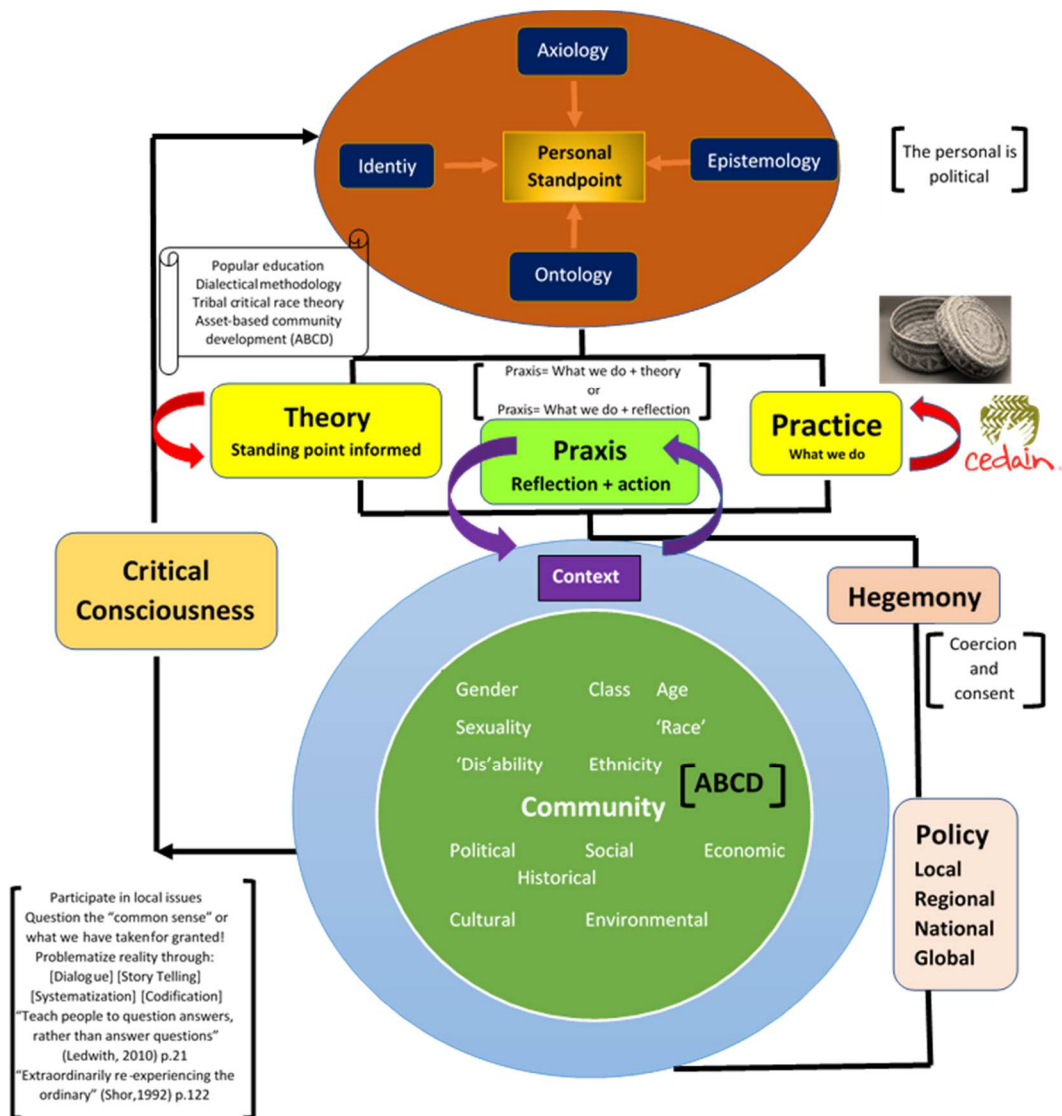 Axiology
Identiy
Personal
Standpoint
Epistemology
Ontology
The personal is
political
Popular education
Dialectical methodology
Tribal critical race theory
Asset-based community
development (ABCD)
Praxis= What we do + theory
or
Praxis= What we do + reflection
Theory
Standing point informed
Praxis
Reflection + action
Practice
What we do
cedain
Critical
Consciousness
Context
Hegemony
Coercion
and
consent
Gender Class Age
Sexuality ‘Race’
‘Dis’ability Ethnicity
Community [ABCD]
Political Social Economic
Historical
Cultural Environmental
Policy
Local
Regional
National
Global
Participate in local issues
Question the “common sense” or
what we have taken for granted!
Problematize reality through:
[Dialogue] [Story Telling]
[Systematization] [Codification]
“Teach people to question answers,
rather than answer questions”
(Ledwith, 2010) p.21
“Extraordinarily re-experiencing the
ordinary” (Shor,1992) p.122